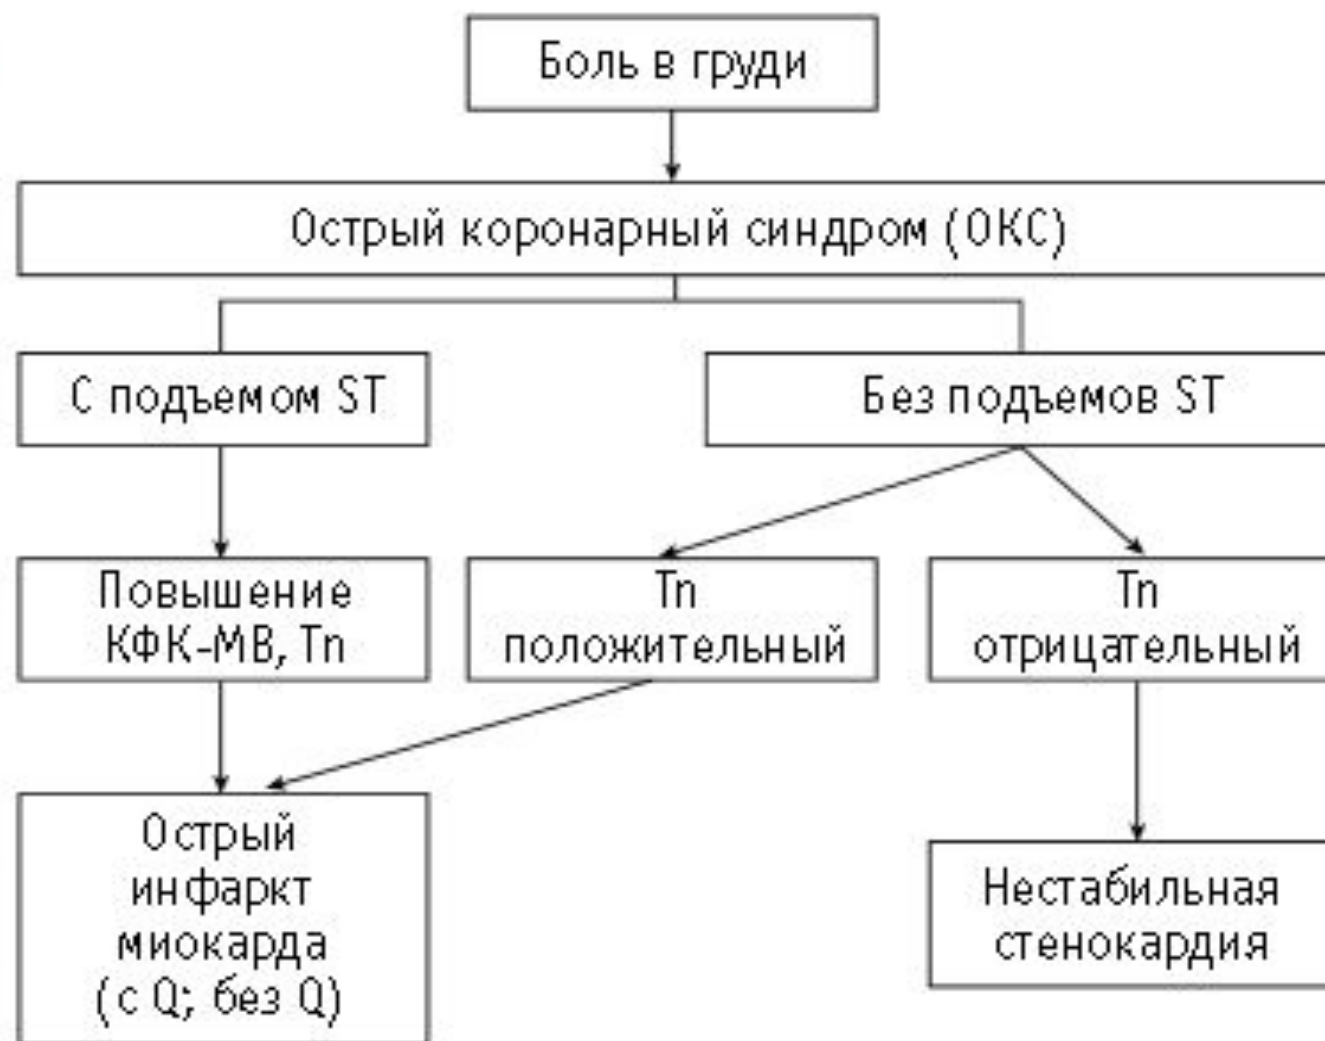 Боль в груди
Острый коронарный синдром (ОКС)
С подъемом ST
Без подъемов ST
Повышение
КФК-МВ, Tn
Tn
положительный
Tn
отрицательный
Острый
инфаркт
миокарда
(с Q; без Q)
Нестабильная
стенокардия